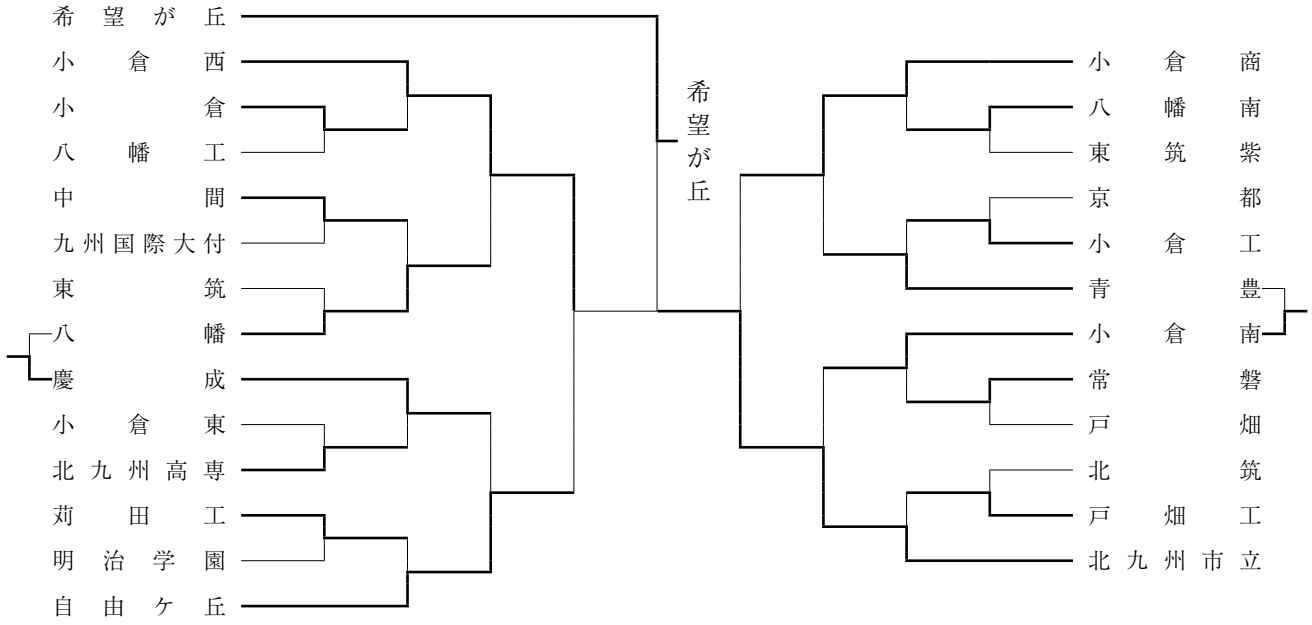 希望が丘
小倉西
小倉
八幡工
中間
九州国際大付
東筑
八幡
慶成
小倉東
北九州高専
苅田工
明治学園
自由ケ丘
希望が丘
小倉商
八幡南
東筑紫
京都
小倉工
青豊
小倉南
常磐
戸畑
北筑
戸畑工
北九州市立